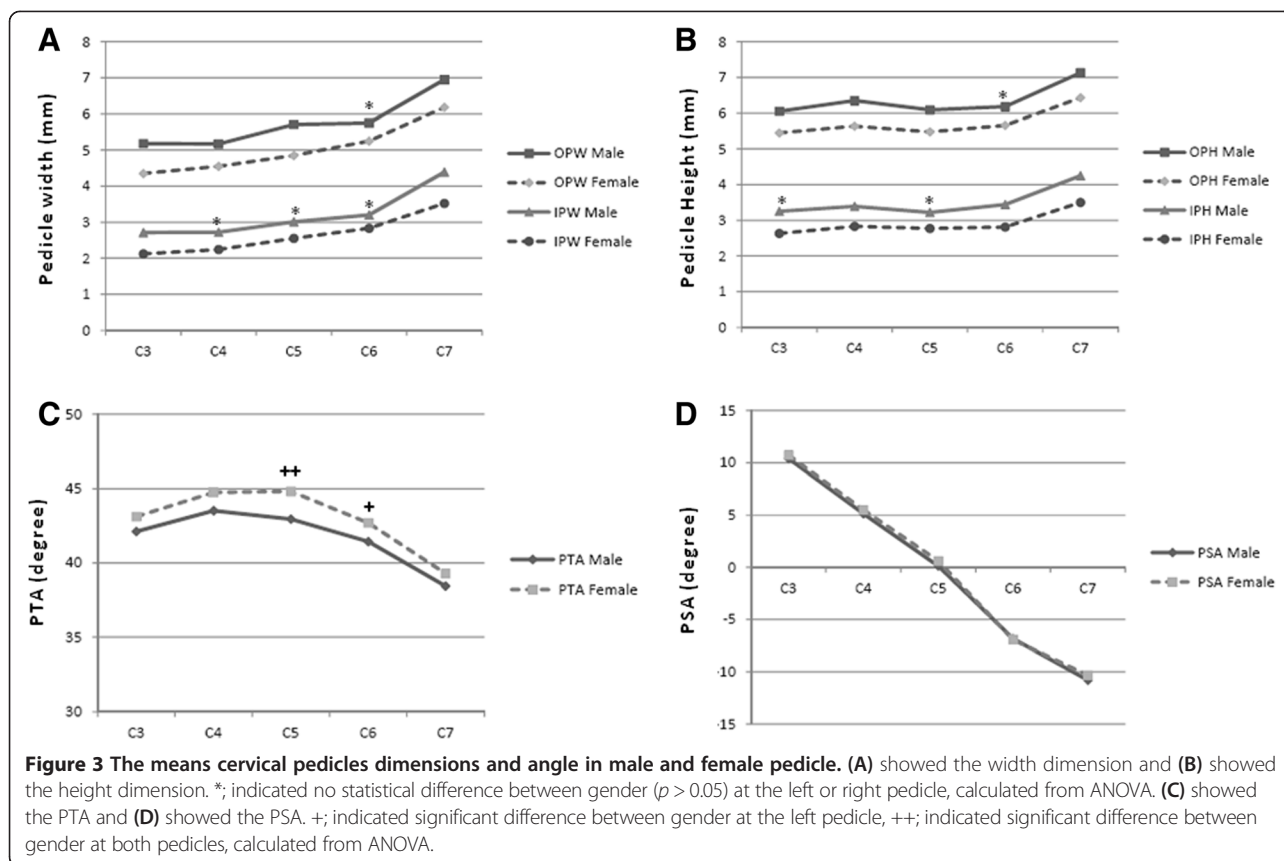 A
8
7
6
5
4
3
2
1
0
Pedicle width (mm)
*
* * *
C3 C4 C5 C6 C7
OPW Male
OPW Female
IPW Male
IPW Female
B
8
7
6
5
4
3
2
1
0
Pedicle Height (mm)
*
* *
C3 C4 C5 C6 C7
OPH Male
OPH Female
IPH Male
IPH Female
C
50
45
40
35
30
PTA (degree)
++
+
C3 C4 C5 C6 C7
PTA Male
PTA Female
D
15
10
5
0
-5
-10
-15
PSA (degree)
C3 C4 C5 C6 C7
PSA Male
PSA Female
Figure 3 The means cervical pedicles dimensions and angle in male and female pedicle. (A) showed the width dimension and (B) showed
the height dimension. *; indicated no statistical difference between gender (p > 0.05) at the left or right pedicle, calculated from ANOVA. (C) showed
the PTA and (D) showed the PSA. +; indicated significant difference between gender at the left pedicle, ++; indicated significant difference between
gender at both pedicles, calculated from ANOVA.